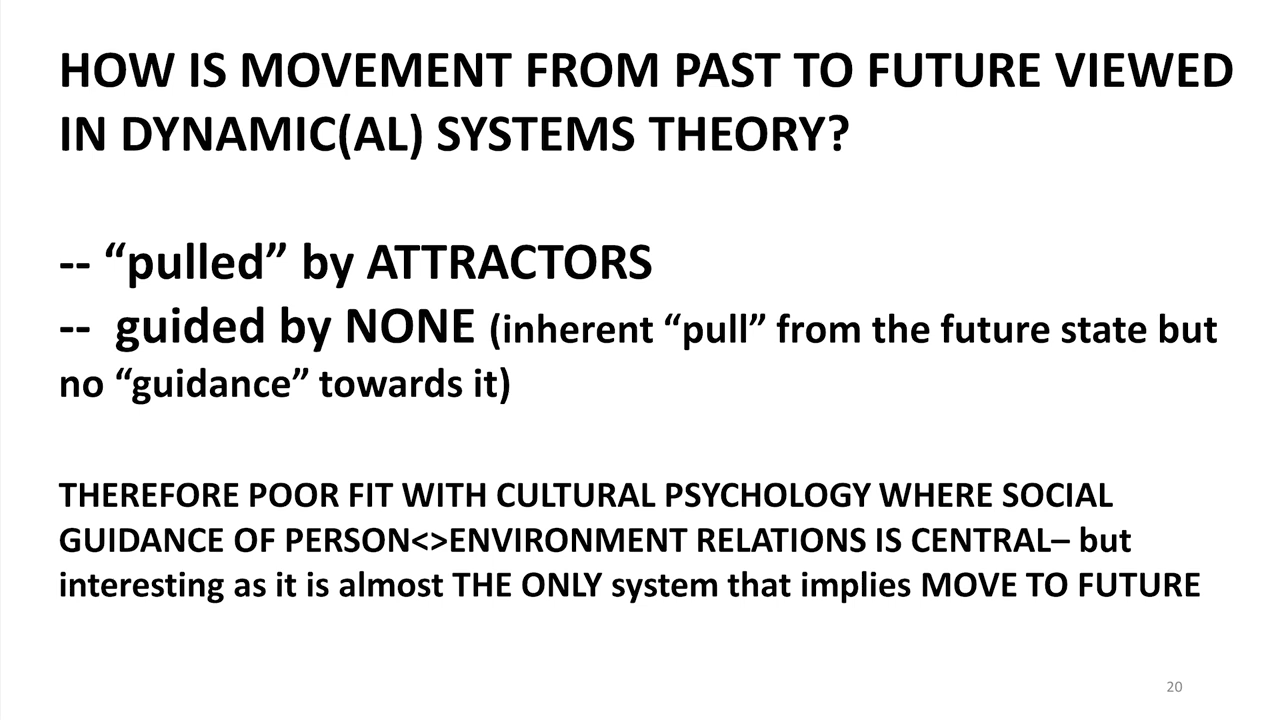 HOW IS MOVEMENT FROM PAST TO FUTURE VIEWED
IN DYNAMIC(AL) SYSTEMS THEORY?
-- “pulled” by ATTRACTORS
-- guided by NONE (inherent “pull” from the future state but
no “guidance” towards it)
THEREFORE POOR FIT WITH CULTURAL PSYCHOLOGY WHERE SOCIAL
GUIDANCE OF PERSON<>ENVIRONMENT RELATIONS IS CENTRAL– but
interesting as it is almost THE ONLY system that implies MOVE TO FUTURE
20